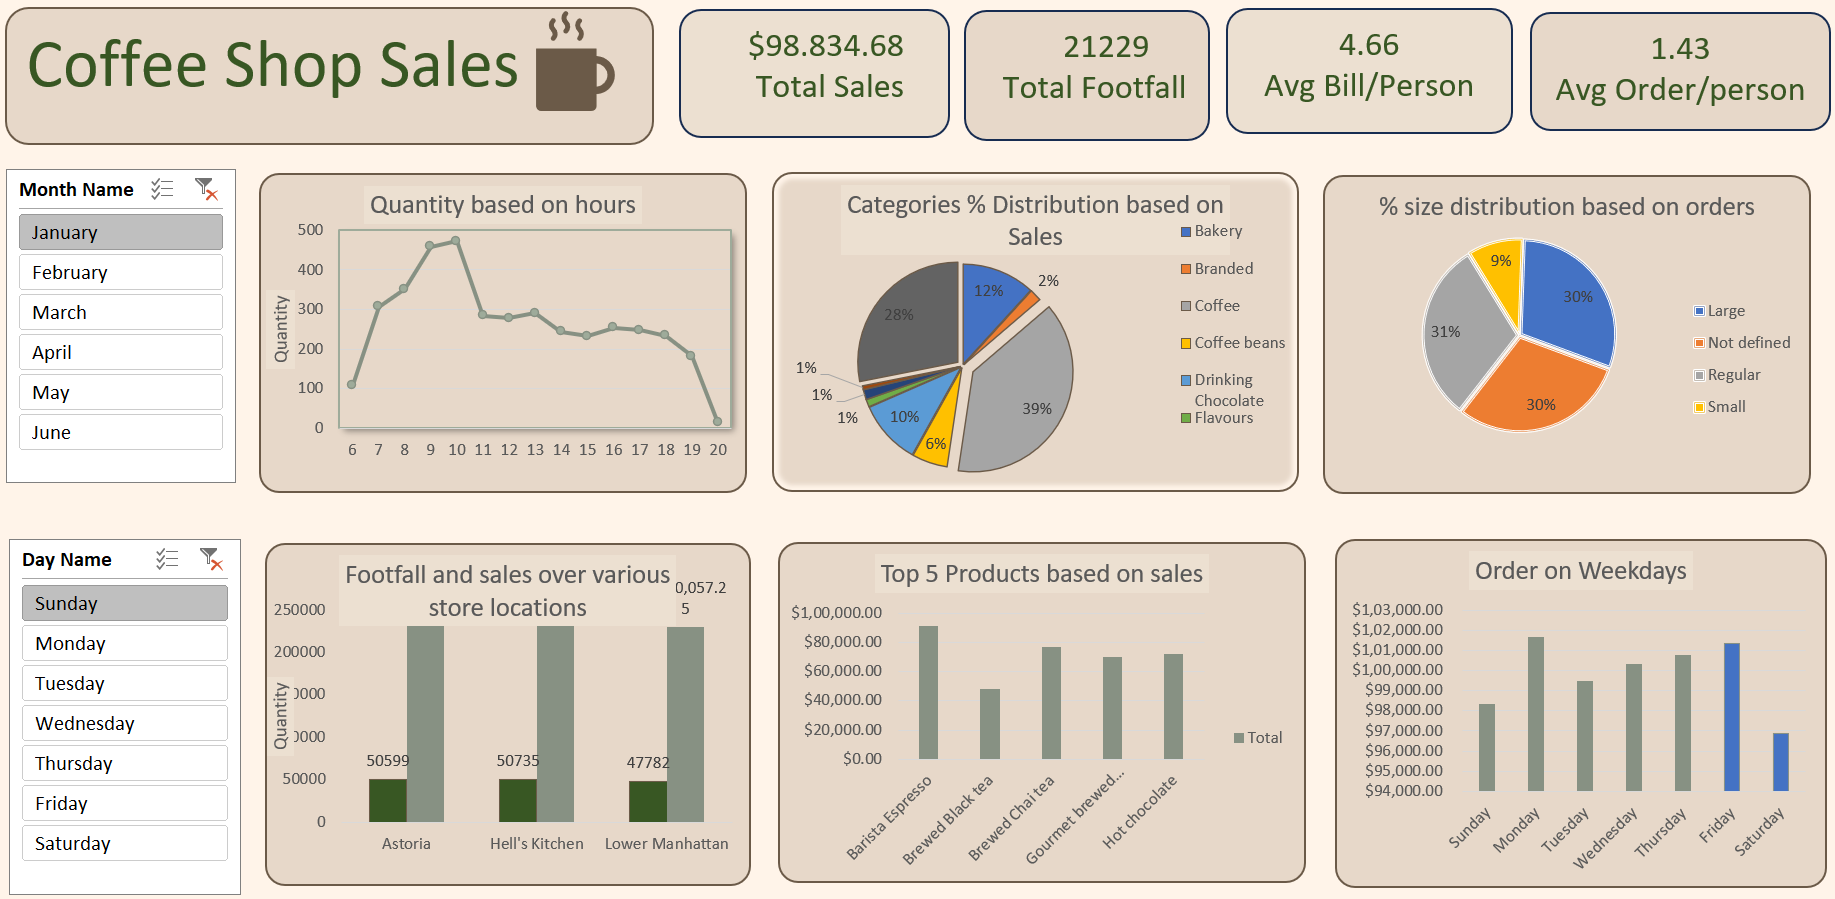 Coffee Shop Sales
$98.834.68
Total Sales
21229
Total Footfall
4.66
Avg Bill/Person
1.43
Avg Order/person
Month Name
January
February
March
April
May
June
Quantity based on hours
Quantity
500
400
300
200
100
0
6 7 8 9 10 11 12 13 14 15 16 17 18 19 20
Categories % Distribution based on
Sales
12%
2%
39%
6%
10%
1%
1%
1%
28%
Bakery
Branded
Coffee
Coffee beans
Drinking
Chocolate
Flavours
% size distribution based on orders
30%
30%
31%
9%
Large
Not defined
Regular
Small
Day Name
Sunday
Monday
Tuesday
Wednesday
Thursday
Friday
Saturday
Footfall and sales over various
store locations
0,057.2
5
Quantity
250000
200000
0000
0000
50000
0
50599
50735
47782
Astoria Hell's Kitchen Lower Manhattan
Top 5 Products based on sales
$1,00,000.00
$80,000.00
$60,000.00
$40,000.00
$20,000.00
$0.00
Barista Espresso
Brewed Black tea
Brewed Chai tea
Gourmet brewed...
Hot chocolate
Total
Order on Weekdays
$1,03,000.00
$1,02,000.00
$1,01,000.00
$1,00,000.00
$99,000.00
$98,000.00
$97,000.00
$96,000.00
$95,000.00
$94,000.00
Sunday
Monday
Tuesday
Wednesday
Thursday
Friday
Saturday